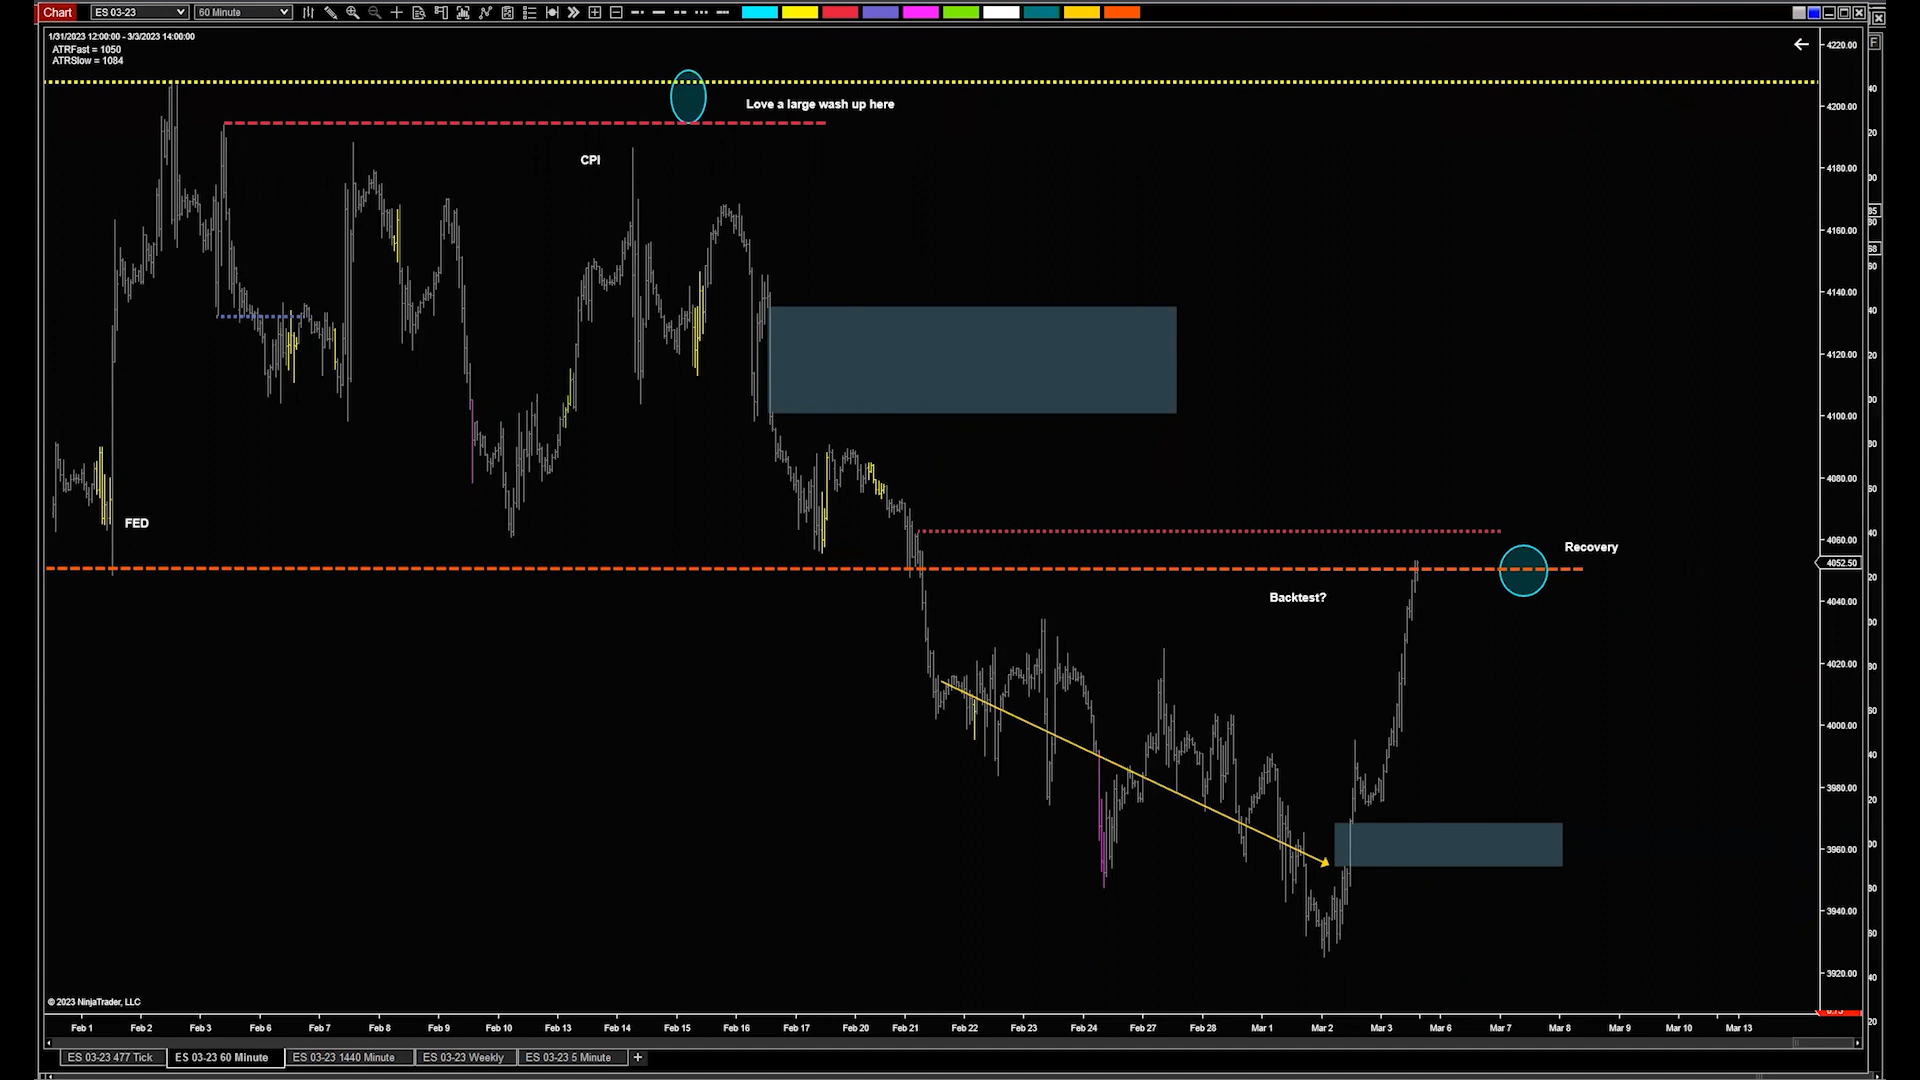 Chart
ES 03-23
60 Minute
1/31/2023 12:00:00 - 3/3/2023 14:00:00
ATRFast = 1050
ATRSlow = 1084
F
4220.00
Love a large wash up here
4200.00
CPI
4180.00
4160.00
4140.00
4120.00
4100.00
4080.00
FED
4060.00
Recovery
4052.50
Backtest?
4040.00
4020.00
4000.00
3980.00
3960.00
3940.00
3920.00
© 2023 NinjaTrader, LLC
Feb 1 Feb 2 Feb 3 Feb 6 Feb 7 Feb 8 Feb 9 Feb 10 Feb 13 Feb 14 Feb 15 Feb 16 Feb 17 Feb 20 Feb 21 Feb 22 Feb 23 Feb 24 Feb 27 Feb 28 Mar 1 Mar 2 Mar 3 Mar 6 Mar 7 Mar 8 Mar 9 Mar 10 Mar 13
ES 03-23 477 Tick
ES 03-23 60 Minute
ES 03-23 1440 Minute
ES 03-23 Weekly
ES 03-23 5 Minute
+